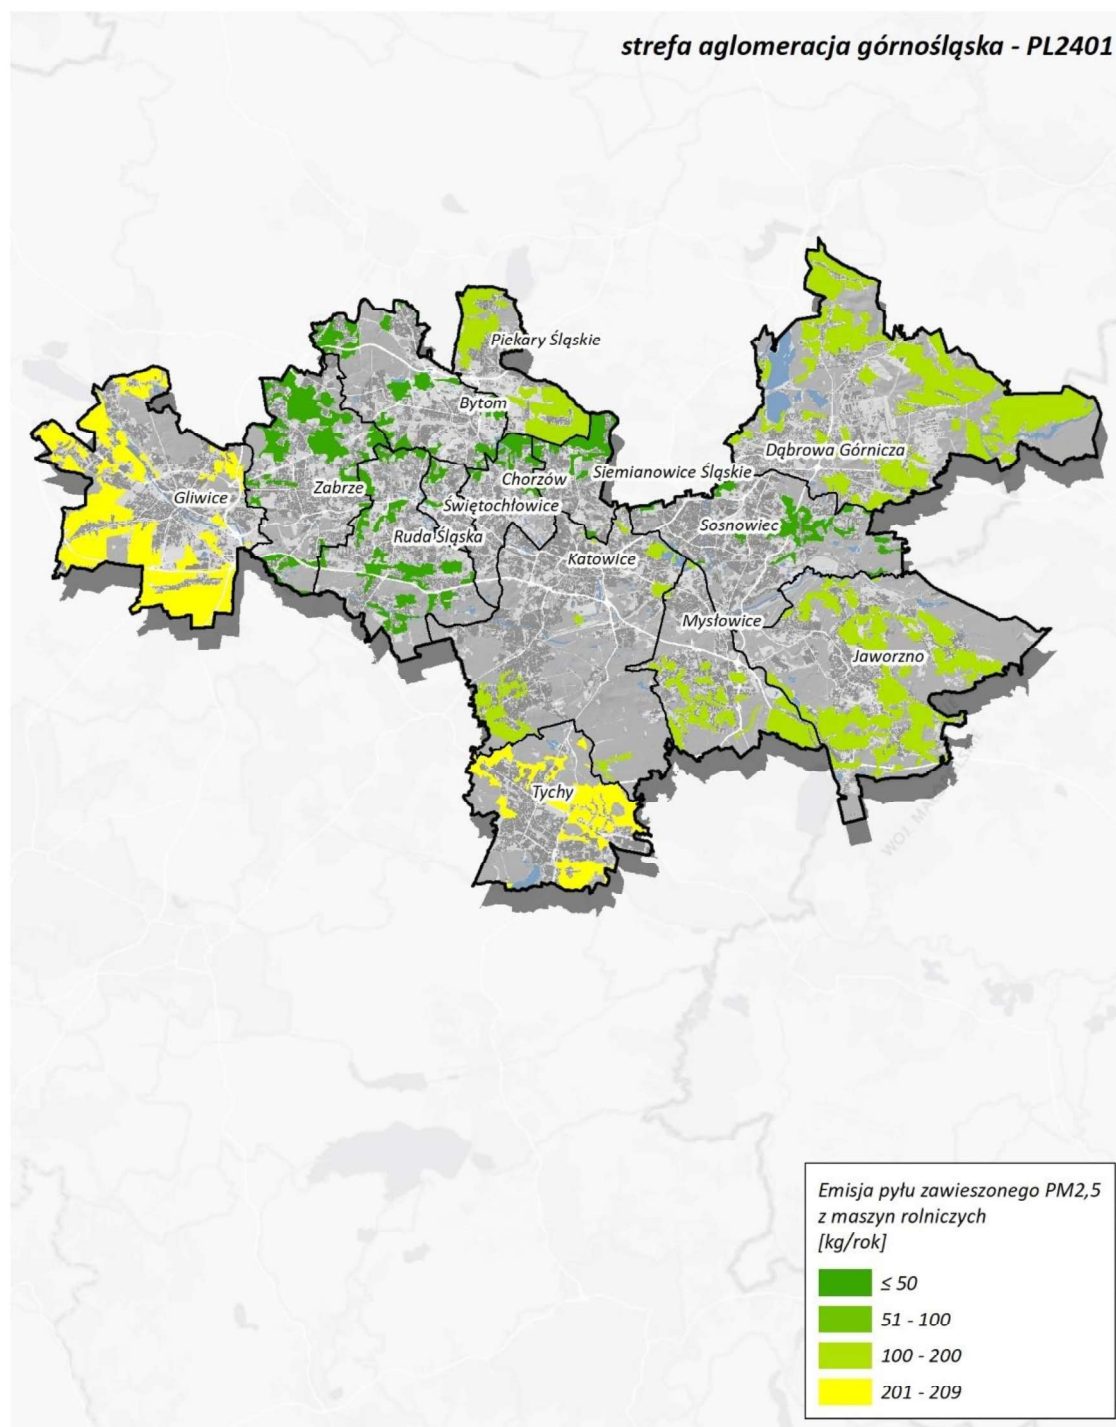 strefa aglomeracja górnośląska - PL2401
Piekary Śląskie
Bytom
Dąbrowa Górnicza
Siemianowice Śląskie
Chorzów
Zabrze
Gliwice
Świętochłowice
Sosnowiec
Ruda Śląska
Katowice
Mysłowice
Jaworzno
Tychy
Emisja pyłu zawieszonego PM2,5
z maszyn rolniczych
[kg/rok]
≤ 50
51 - 100
100 - 200
201 - 209